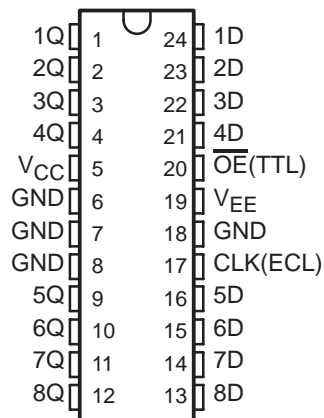 1Q 1 24 1D
2Q 2 23 2D
3Q 3 22 3D
4Q 4 21 4D
VCC 5 20 O̅E̅(TTL)
GND 6 19 VEE
GND 7 18 GND
GND 8 17 CLK(ECL)
5Q 9 16 5D
6Q 10 15 6D
7Q 11 14 7D
8Q 12 13 8D